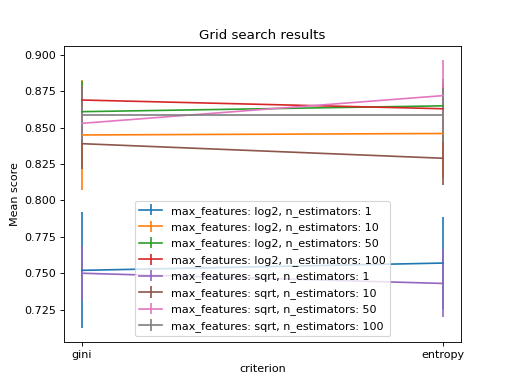 Grid search results
0.900
0.875
0.850
0.825
0.800
0.775
0.750
0.725
Mean score
max_features: log2, n_estimators: 1
max_features: log2, n_estimators: 10
max_features: log2, n_estimators: 50
max_features: log2, n_estimators: 100
max_features: sqrt, n_estimators: 1
max_features: sqrt, n_estimators: 10
max_features: sqrt, n_estimators: 50
max_features: sqrt, n_estimators: 100
gini
entropy
criterion